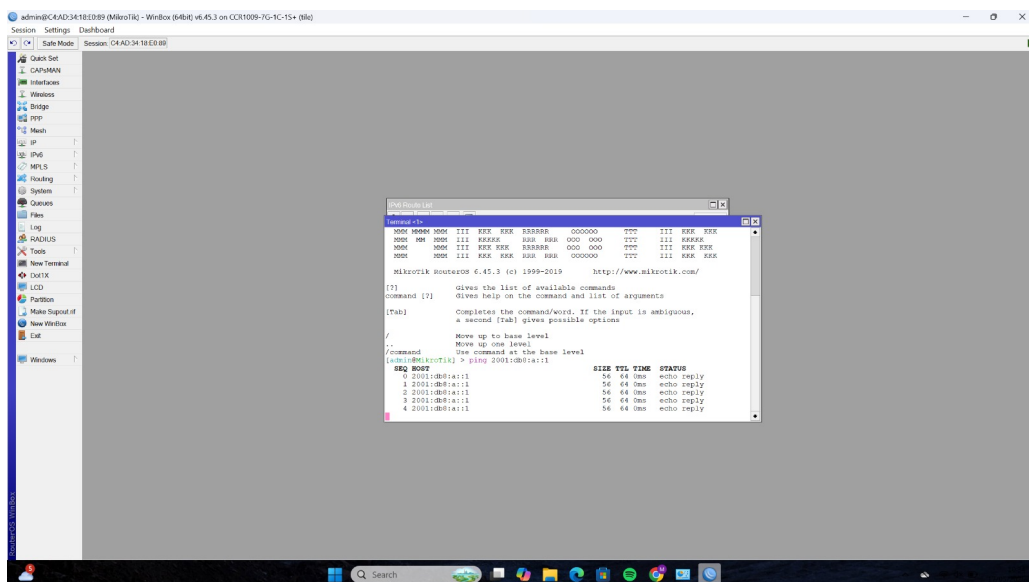 admin@C4:AD:34:18:E0:89 (MikroTik) - WinBox (64bit) v6.45.3 on CCR1009-7G-1C-1S+ (tile)
Session Settings Dashboard
Safe Mode Session: C4:AD:34:18:E0:89
Quick Set
CAPsMAN
Interfaces
Wireless
Bridge
PPP
Mesh
IP
IPv6
MPLS
Routing
System
Queues
Files
Log
RADIUS
Tools
New Terminal
Dot1X
LCD
Partition
Make Supout.rif
New WinBox
Exit
Windows
RouterOS WinBox
IPv6 Route List
Terminal <1>
MMM MMMM MMM III KKK KKK RRRRRR OOOOOO TTT III KKK KKK
MMM MM MMM III KKKKK RRR RRR OOO OOO TTT III KKKKK
MMM MMM III KKK KKK RRRRRR OOO OOO TTT III KKK KKK
MMM MMM III KKK KKK RRR RRR OOOOOO TTT III KKK KKK
MikroTik RouterOS 6.45.3 (c) 1999-2019 http://www.mikrotik.com/
[?] Gives the list of available commands
command [?] Gives help on the command and list of arguments
[Tab] Completes the command/word. If the input is ambiguous,
a second [Tab] gives possible options
/ Move up to base level
.. Move up one level
/command Use command at the base level
[admin@MikroTik] > ping 2001:db8:a::1
SEQ HOST SIZE TTL TIME STATUS
0 2001:db8:a::1 56 64 0ms echo reply
1 2001:db8:a::1 56 64 0ms echo reply
2 2001:db8:a::1 56 64 0ms echo reply
3 2001:db8:a::1 56 64 0ms echo reply
4 2001:db8:a::1 56 64 0ms echo reply
5
Search